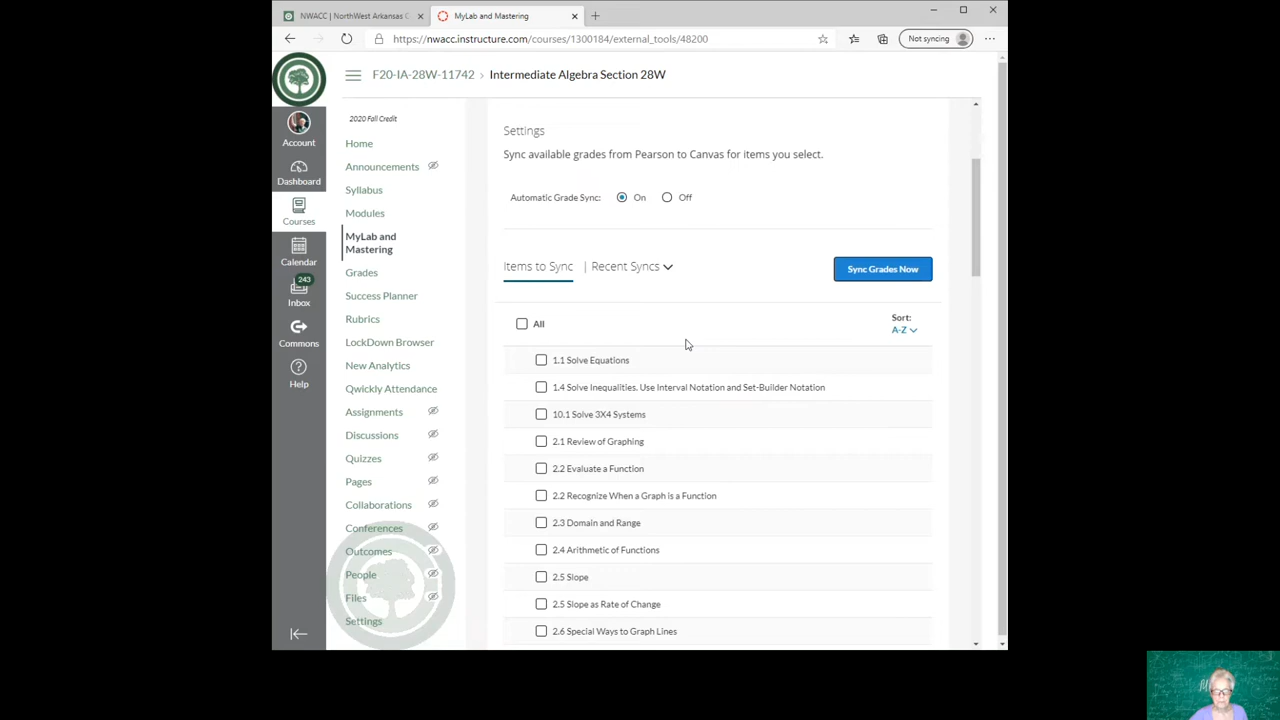 NWACC | NorthWest Arkansas C
MyLab and Mastering
https://nwacc.instructure.com/courses/1300184/external_tools/48200
Not syncing
F20-IA-28W-11742 › Intermediate Algebra Section 28W
Account
Dashboard
Courses
Calendar
243
Inbox
Commons
Help
2020 Fall Credit
Home
Announcements
Syllabus
Modules
MyLab and
Mastering
Grades
Success Planner
Rubrics
LockDown Browser
New Analytics
Qwickly Attendance
Assignments
Discussions
Quizzes
Pages
Collaborations
Conferences
Outcomes
People
Files
Settings
Settings
Sync available grades from Pearson to Canvas for items you select.
Automatic Grade Sync: On Off
Items to Sync | Recent Syncs
Sync Grades Now
All
Sort:
A-Z
1.1 Solve Equations
1.4 Solve Inequalities. Use Interval Notation and Set-Builder Notation
10.1 Solve 3X4 Systems
2.1 Review of Graphing
2.2 Evaluate a Function
2.2 Recognize When a Graph is a Function
2.3 Domain and Range
2.4 Arithmetic of Functions
2.5 Slope
2.5 Slope as Rate of Change
2.6 Special Ways to Graph Lines